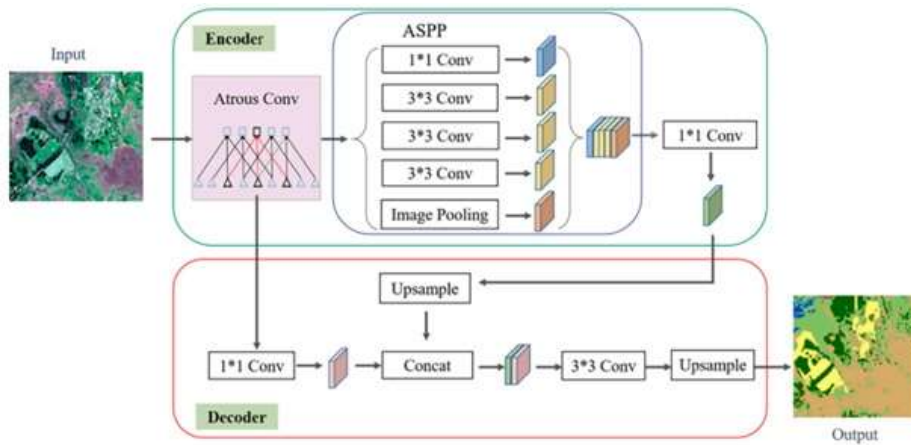 Input
Encoder
ASPP
Atrous Conv
1*1 Conv
3*3 Conv
3*3 Conv
3*3 Conv
Image Pooling
1*1 Conv
Upsample
1*1 Conv
Concat
3*3 Conv
Upsample
Decoder
Output